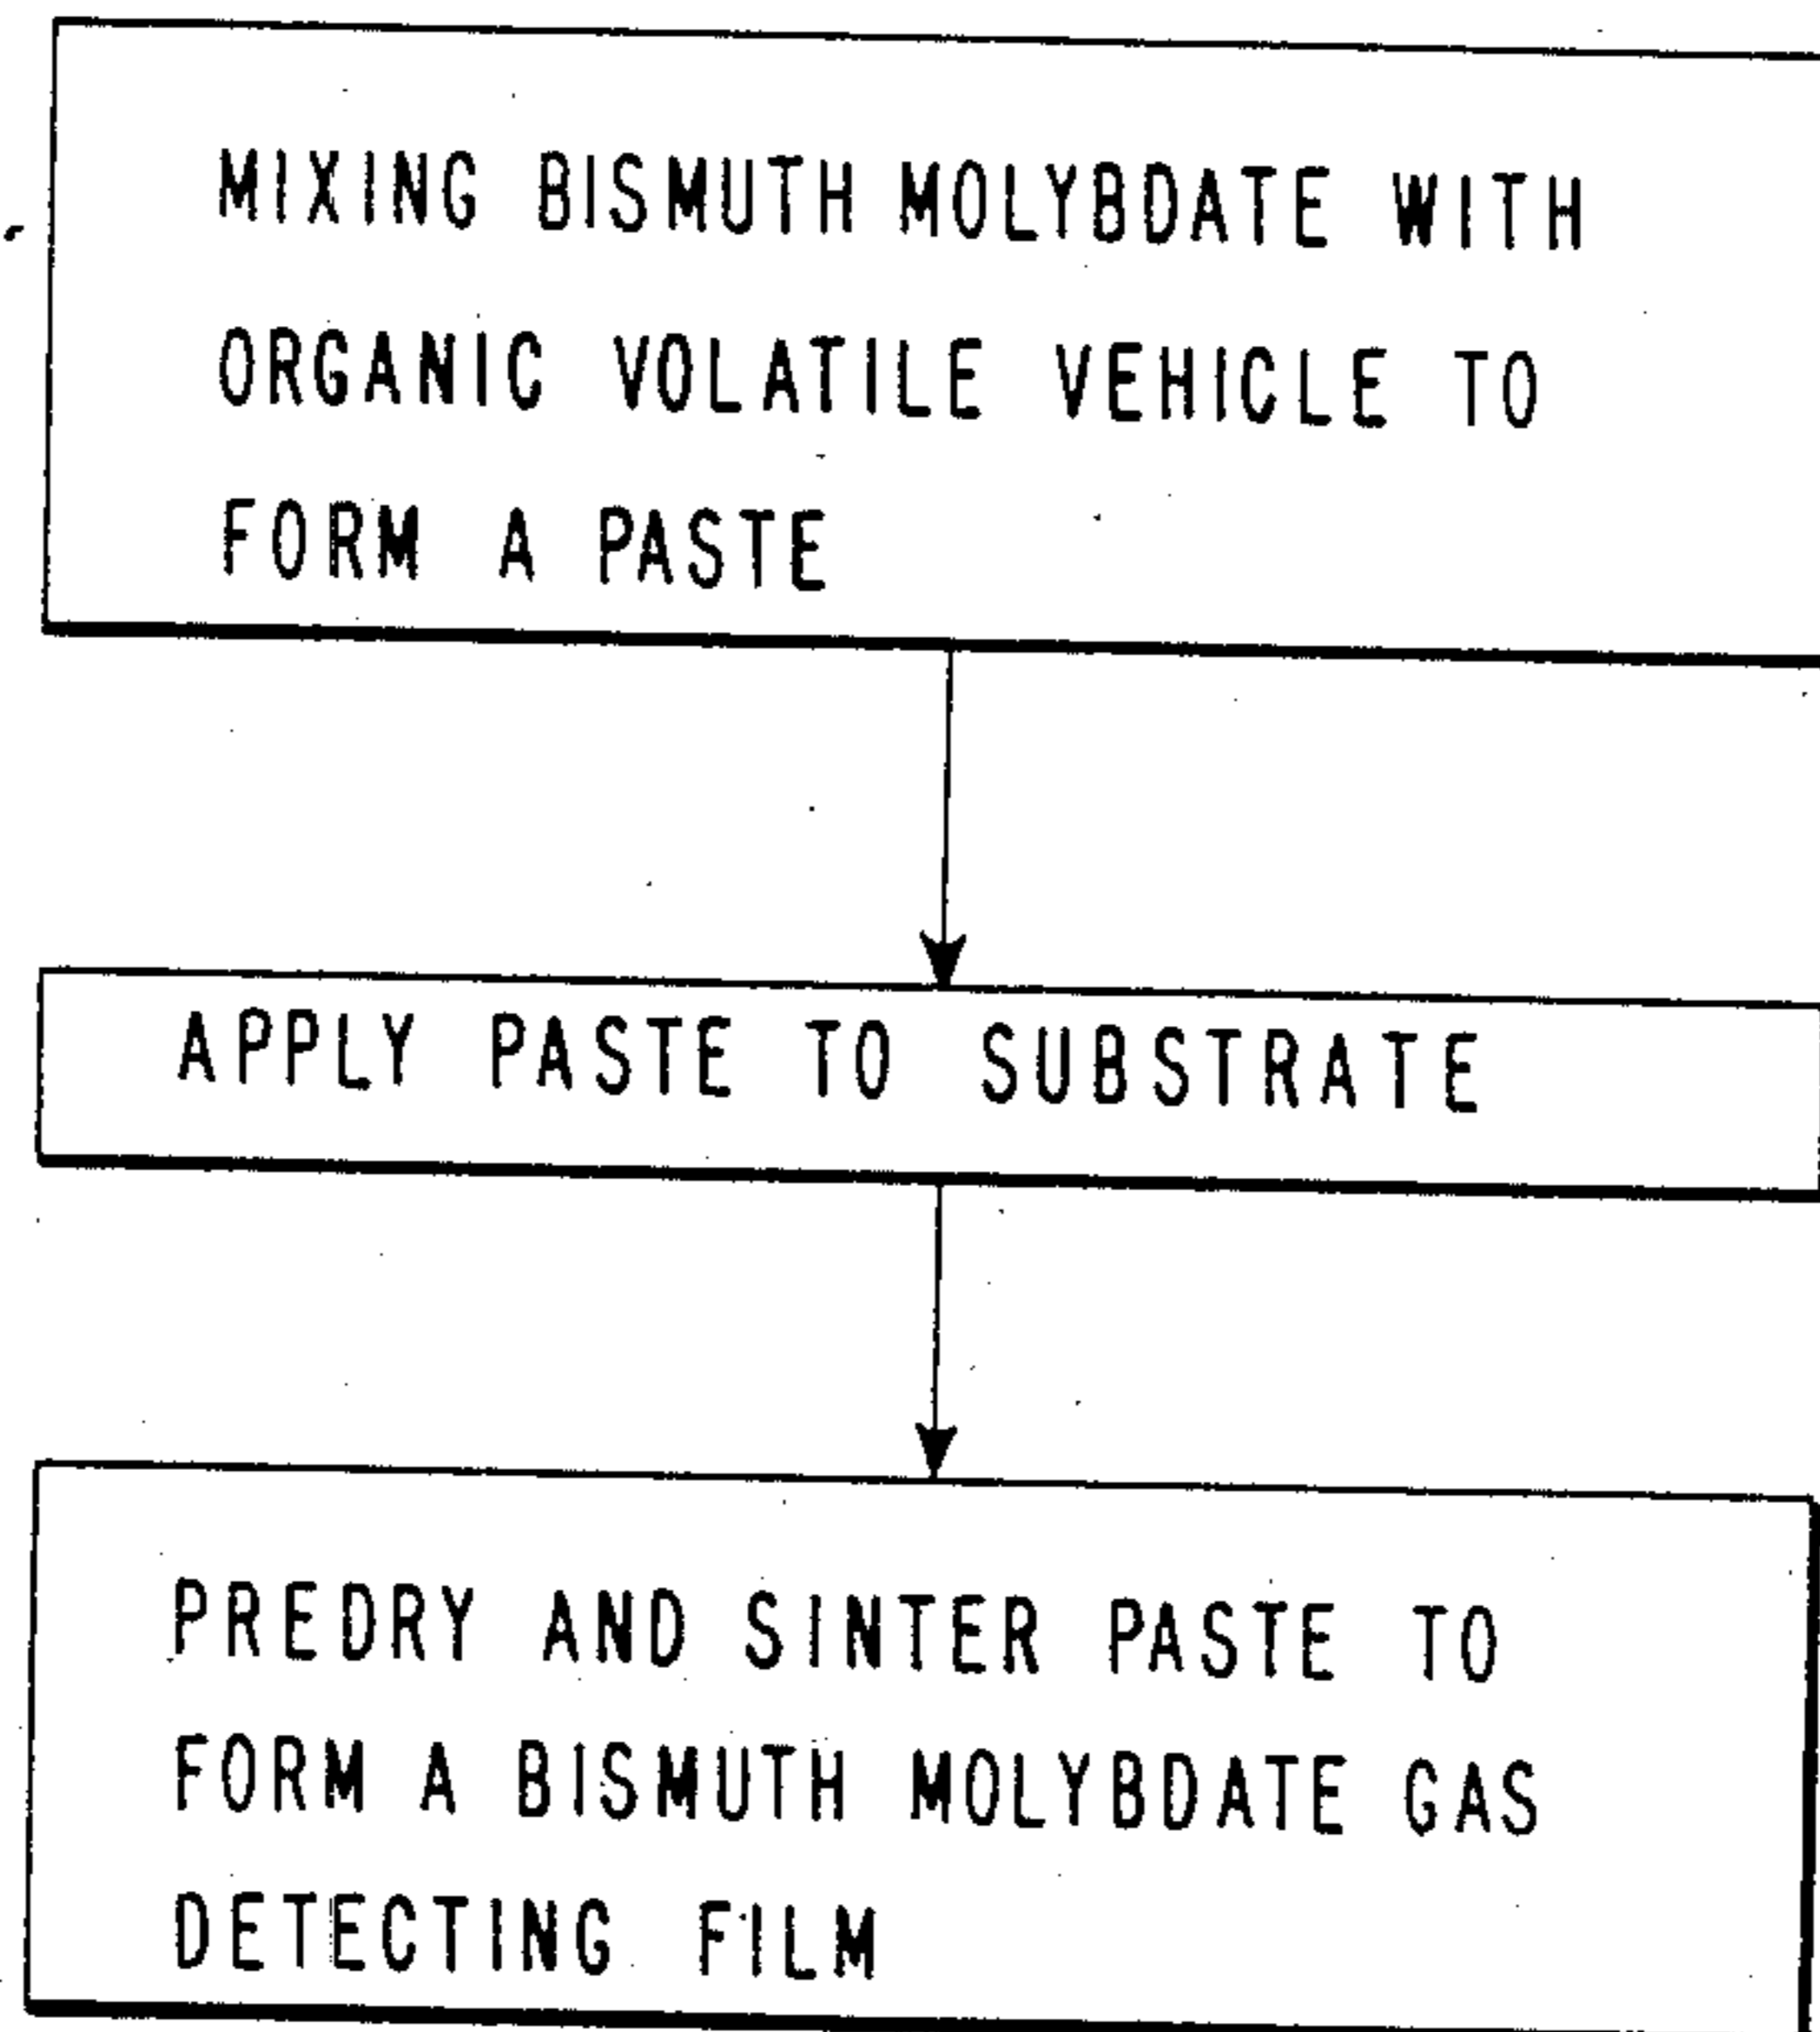 MIXING BISMUTH MOLYBDATE WITH
ORGANIC VOLATILE VEHICLE TO
FORM A PASTE
APPLY PASTE TO SUBSTRATE
PREDRY AND SINTER PASTE TO
FORM A BISMUTH MOLYBDATE GAS
DETECTING FILM